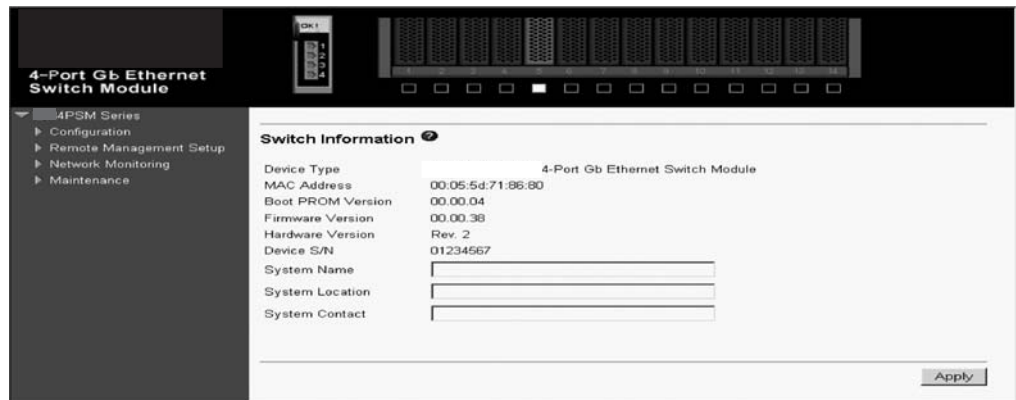 OK1
1
2
3
4
1 2 3 4 5 6 7 8 9 10 11 12 13 14
4-Port Gb Ethernet
Switch Module
4PSM Series
Configuration
Remote Management Setup
Network Monitoring
Maintenance
Switch Information ?
Device Type 4-Port Gb Ethernet Switch Module
MAC Address 00:05:5d:71:86:80
Boot PROM Version 00.00.04
Firmware Version 00.00.38
Hardware Version Rev. 2
Device S/N 01234567
System Name
System Location
System Contact
Apply